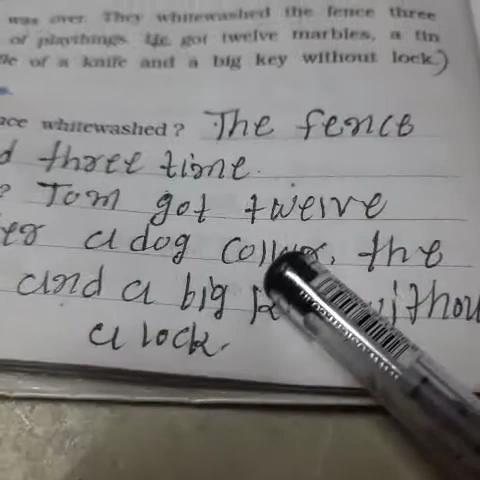 was over. They whitewashed the fence three
of playthings. He got twelve marbles, a tin
of a knife and a big key without lock.)
whitewashed? The fence
three time.
? Tom got twelve
a dog collar, the
and a big
a lock.